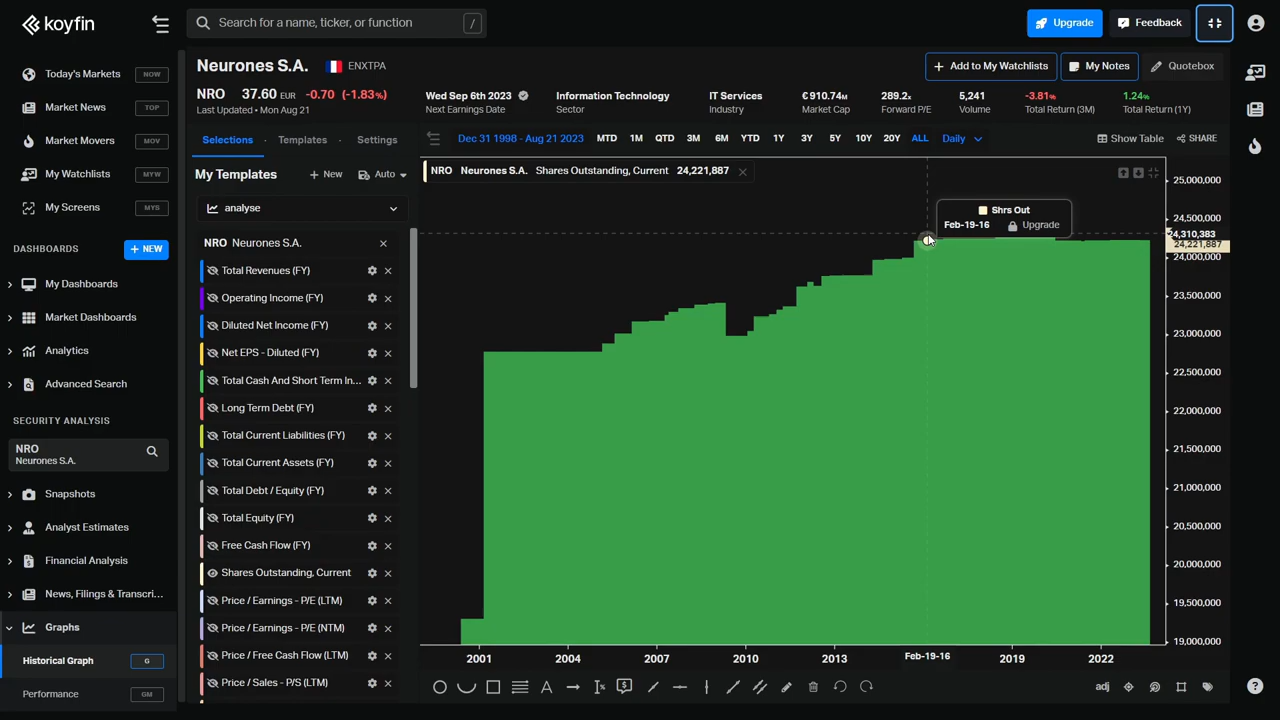 koyfin
Search for a name, ticker, or function
/
Upgrade
Feedback
Today's Markets NOW
Market News TOP
Market Movers MOV
My Watchlists MYW
My Screens MYS
DASHBOARDS
+ NEW
My Dashboards
Market Dashboards
Analytics
Advanced Search
SECURITY ANALYSIS
NRO
Neurones S.A.
Snapshots
Analyst Estimates
Financial Analysis
News, Filings & Transcri...
Graphs
Historical Graph G
Performance GM
Neurones S.A. ENXTPA
Add to My Watchlists
My Notes
Quotebox
NRO 37.60 EUR -0.70 (-1.83%)
Last Updated • Mon Aug 21
Wed Sep 6th 2023
Next Earnings Date
Information Technology
Sector
IT Services
Industry
€ 910.74M
Market Cap
289.2x
Forward P/E
5,241
Volume
-3.81%
Total Return (3M)
1.24%
Total Return (1Y)
Selections Templates Settings
My Templates + New Auto
analyse
NRO Neurones S.A.
Total Revenues (FY)
Operating Income (FY)
Diluted Net Income (FY)
Net EPS - Diluted (FY)
Total Cash And Short Term In...
Long Term Debt (FY)
Total Current Liabilities (FY)
Total Current Assets (FY)
Total Debt / Equity (FY)
Total Equity (FY)
Free Cash Flow (FY)
Shares Outstanding, Current
Price / Earnings - P/E (LTM)
Price / Earnings - P/E (NTM)
Price / Free Cash Flow (LTM)
Price / Sales - P/S (LTM)
Dec 31 1998 - Aug 21 2023 MTD 1M QTD 3M 6M YTD 1Y 3Y 5Y 10Y 20Y ALL Daily
Show Table
SHARE
NRO Neurones S.A. Shares Outstanding, Current 24,221,887
Shrs Out
Feb-19-16 Upgrade
25,000,000
24,500,000
24,310,383
24,221,887
24,000,000
23,500,000
23,000,000
22,500,000
22,000,000
21,500,000
21,000,000
20,500,000
20,000,000
19,500,000
19,000,000
2001 2004 2007 2010 2013 Feb-19-16 2019 2022
adj